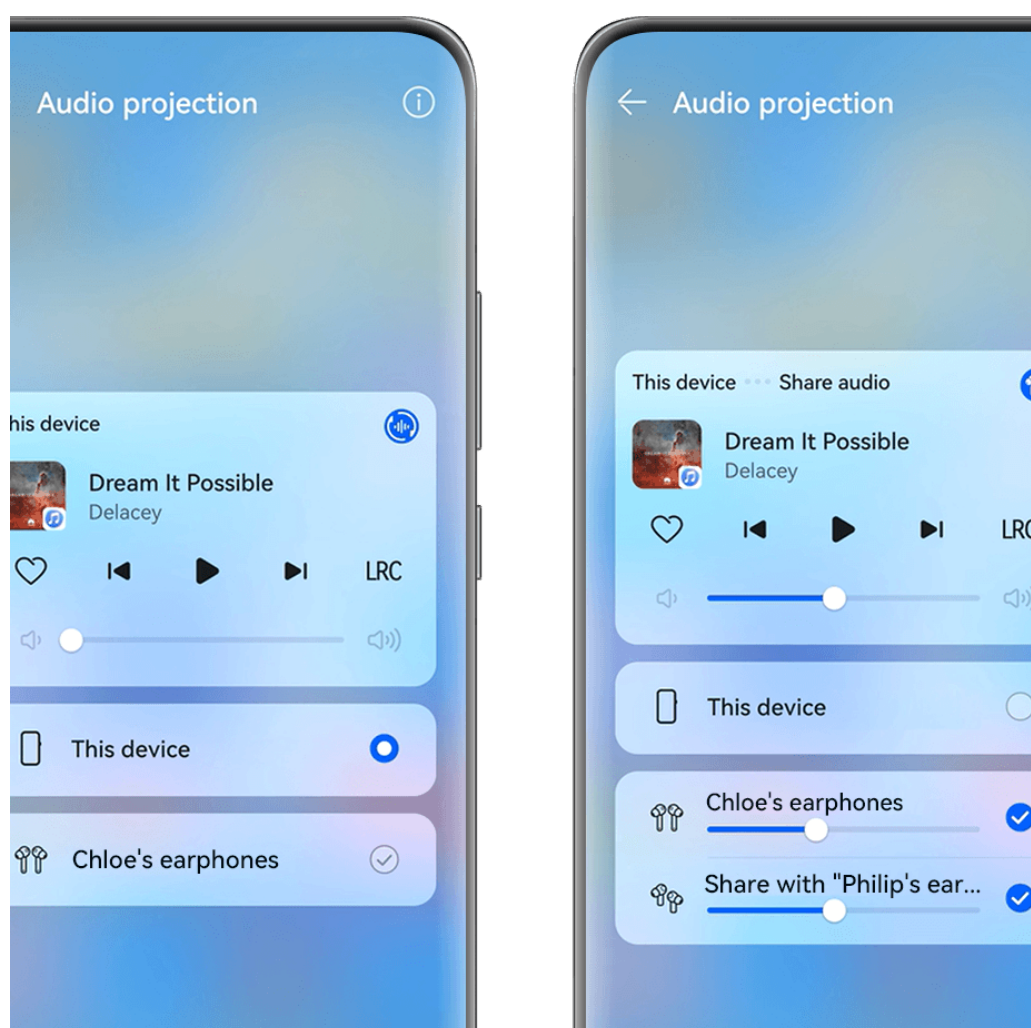 Audio projection
his device
Dream It Possible
Delacey
LRC
This device
Chloe's earphones
Audio projection
This device
Share audio
Dream It Possible
Delacey
LRC
This device
Chloe's earphones
Share with "Philip's ear...